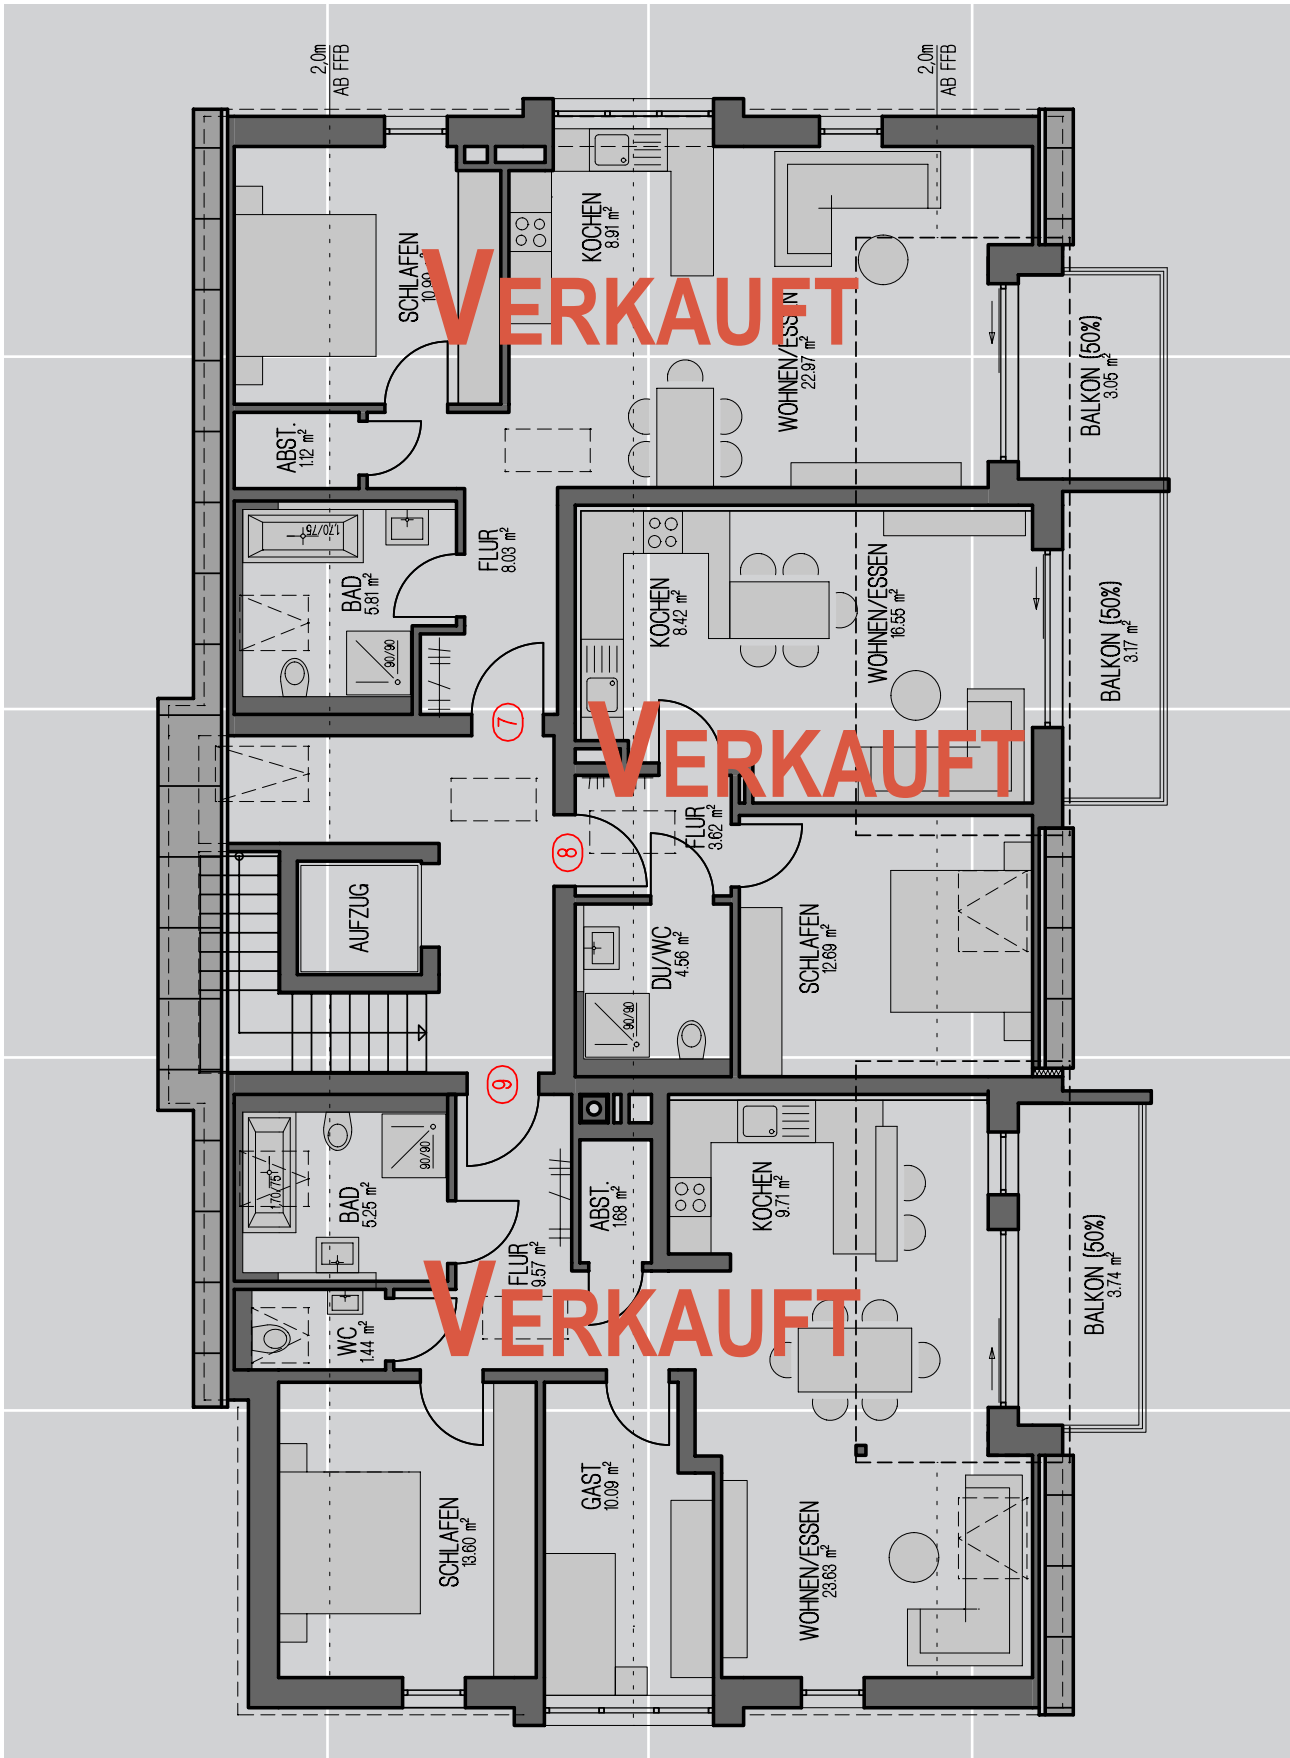 2,0m
AB FFB
2,0m
AB FFB
KOCHEN
8.91 m²
SCHLAFEN
VERKAUFT
WOHNEN/ESSEN
22.97 m²
BALKON (50%)
3.05 m²
ABST.
1.12 m²
1,70/75
FLUR
8.03 m²
BAD
5.81 m²
90/90
KOCHEN
8.42 m²
WOHNEN/ESSEN
16.55 m²
BALKON (50%)
3.17 m²
7
VERKAUFT
FLUR
3.62 m²
8
AUFZUG
DU/WC
4.56 m²
90/90
SCHLAFEN
12.69 m²
9
90/90
170/75
BAD
5.25 m²
ABST.
1.68 m²
KOCHEN
9.71 m²
BALKON (50%)
3.74 m²
FLUR
9.57 m²
VERKAUFT
WC
1.44 m²
SCHLAFEN
13.60 m²
GAST
10.09 m²
WOHNEN/ESSEN
23.63 m²